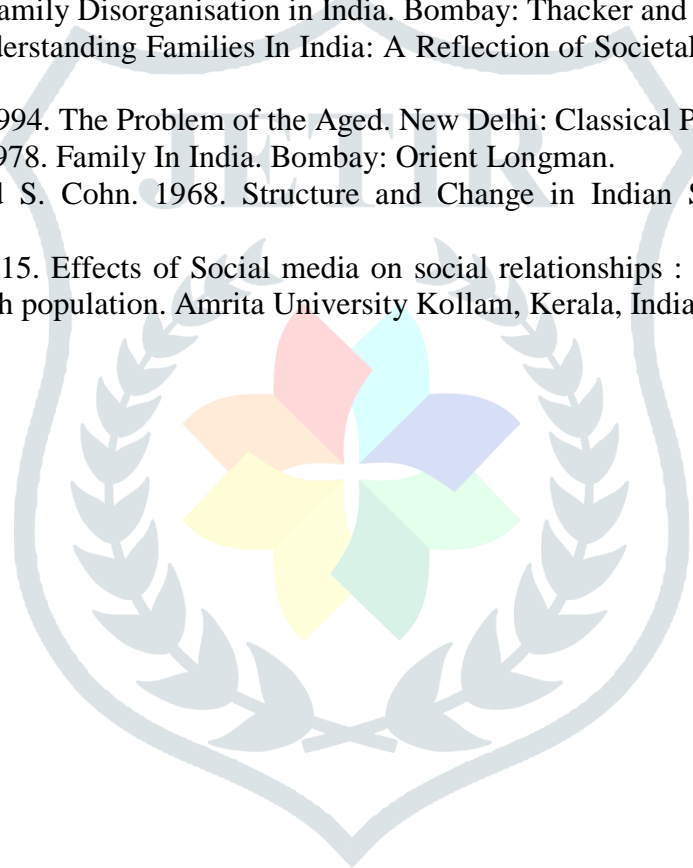 amily Disorganisation in India. Bombay: Thacker and
derstanding Families In India: A Reflection of Societal
994. The Problem of the Aged. New Delhi: Classical P
978. Family In India. Bombay: Orient Longman.
d S. Cohn. 1968. Structure and Change in Indian S
15. Effects of Social media on social relationships :
h population. Amrita University Kollam, Kerala, India
JETIR